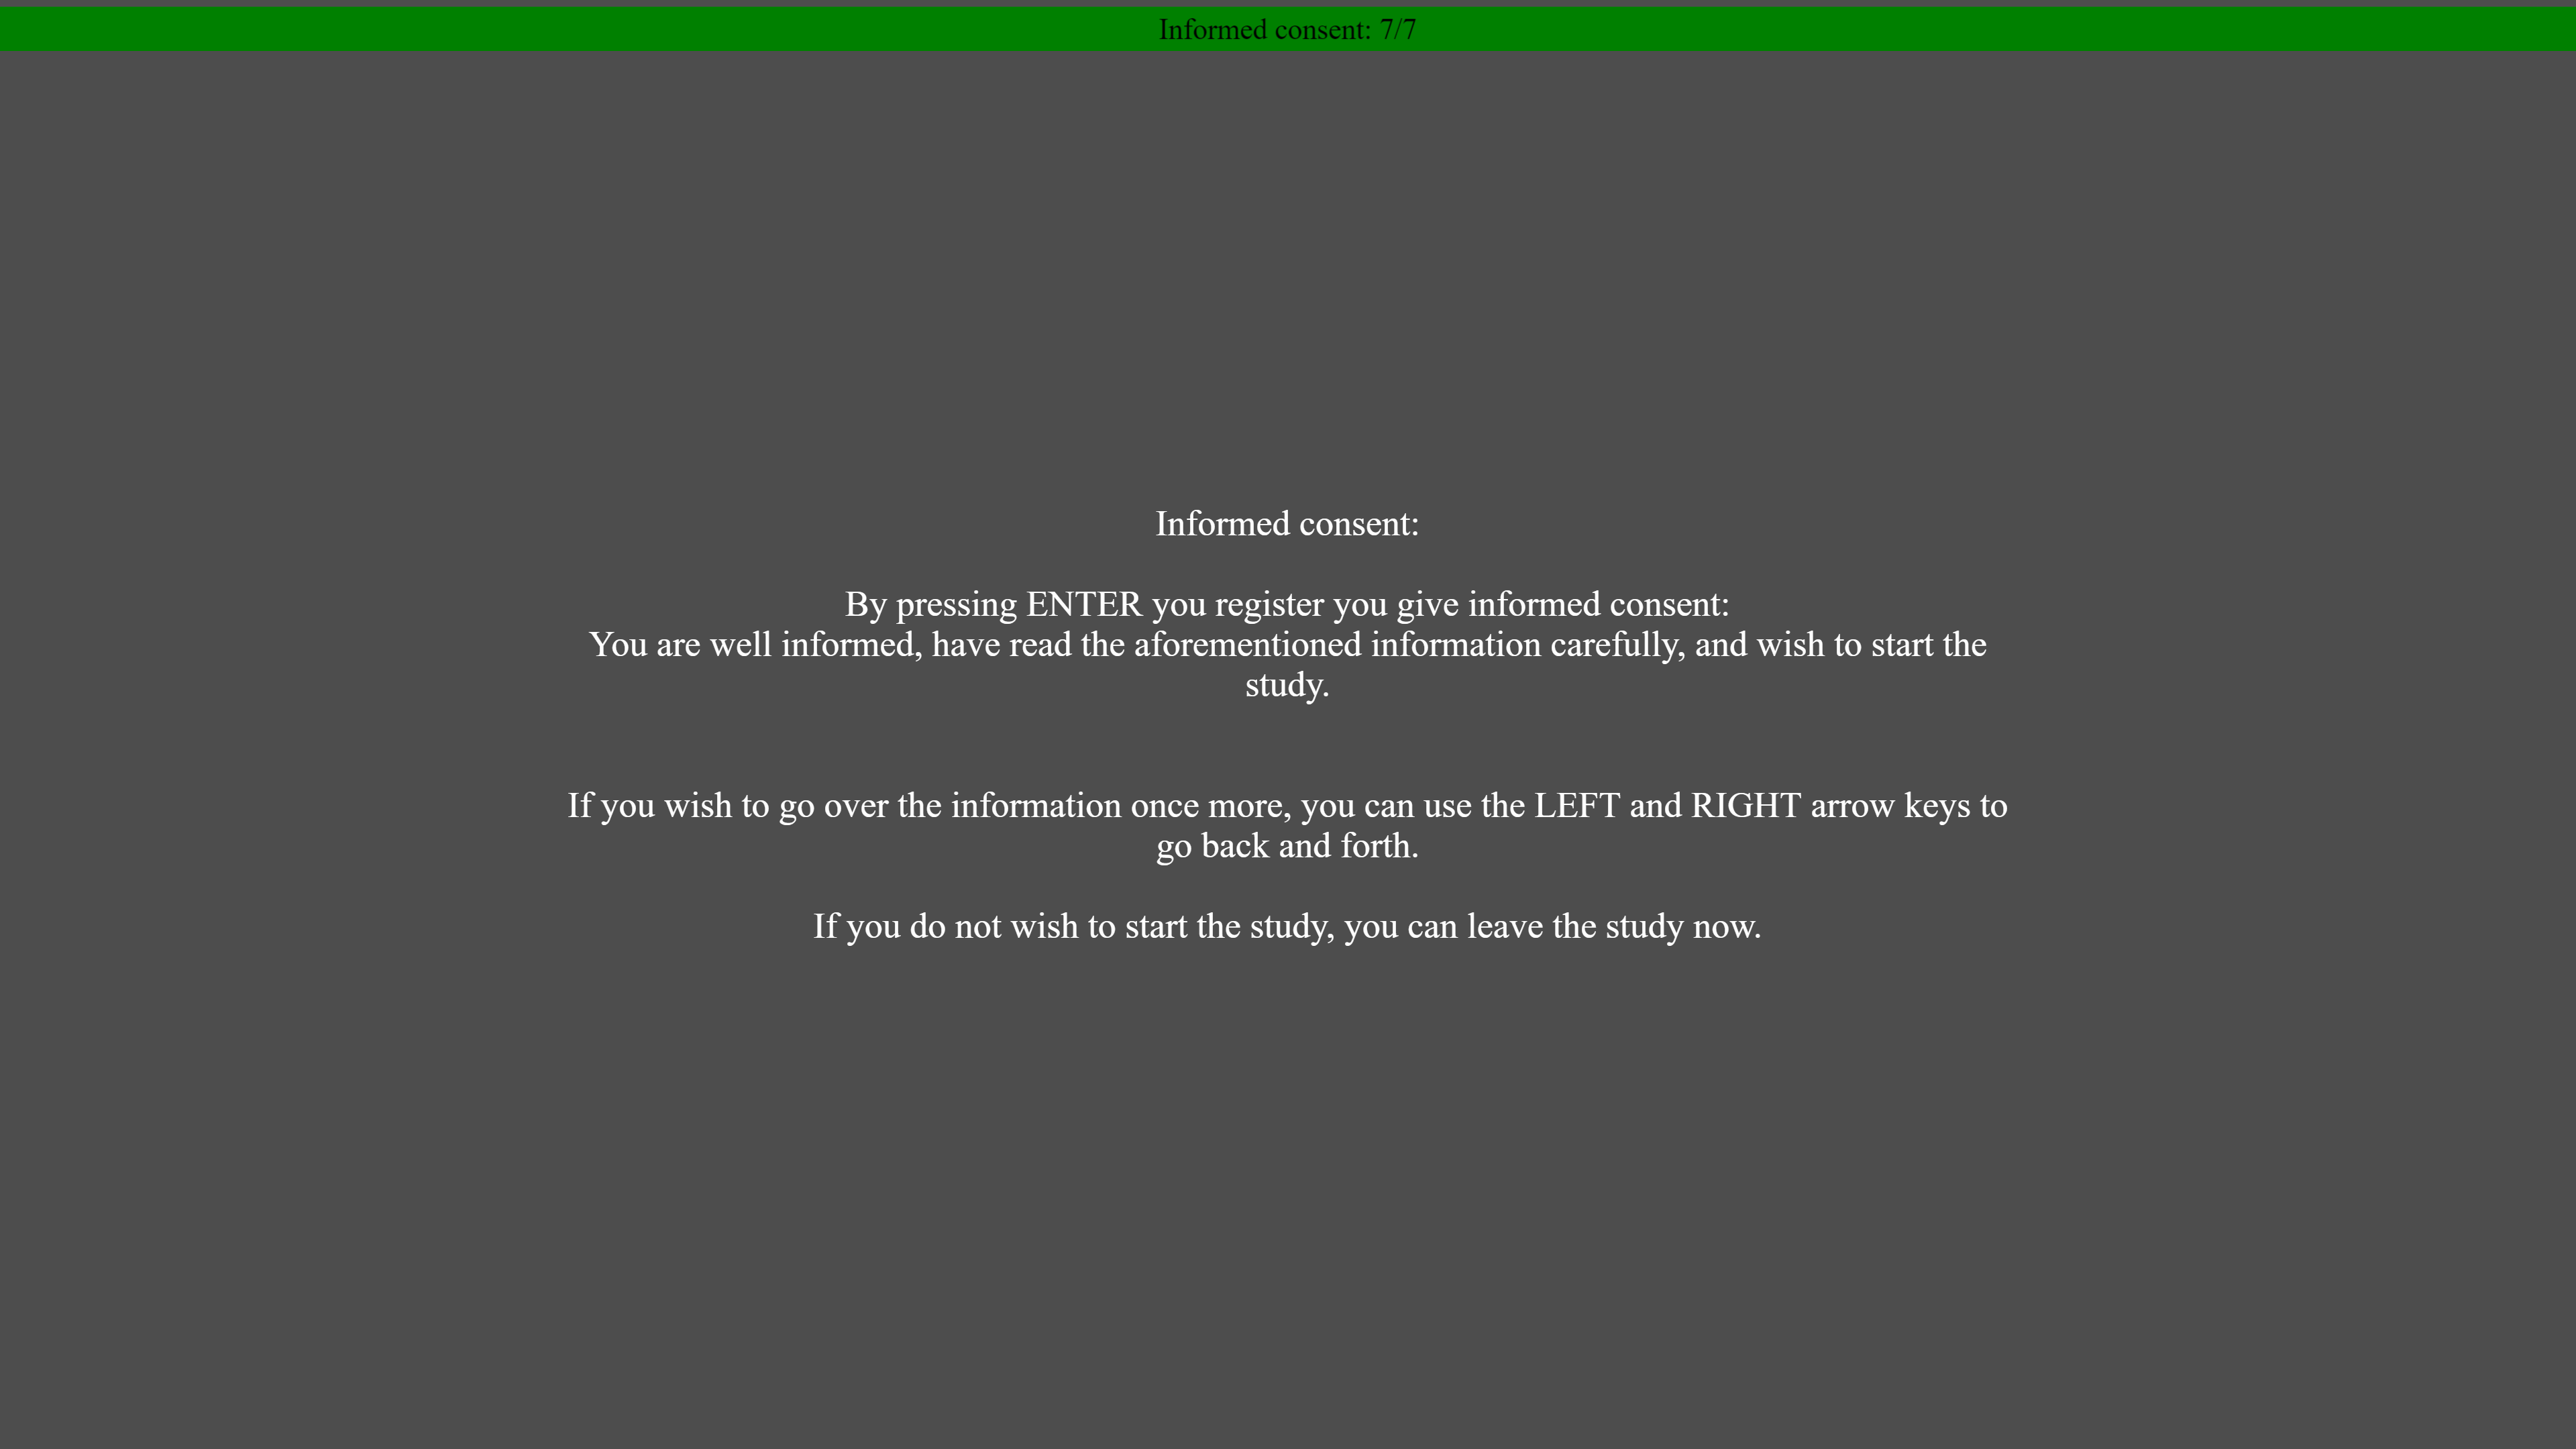 Informed consent: 7/7
Informed consent:
By pressing ENTER you register you give informed consent:
You are well informed, have read the aforementioned information carefully, and wish to start the
study.
If you wish to go over the information once more, you can use the LEFT and RIGHT arrow keys to
go back and forth.
If you do not wish to start the study, you can leave the study now.